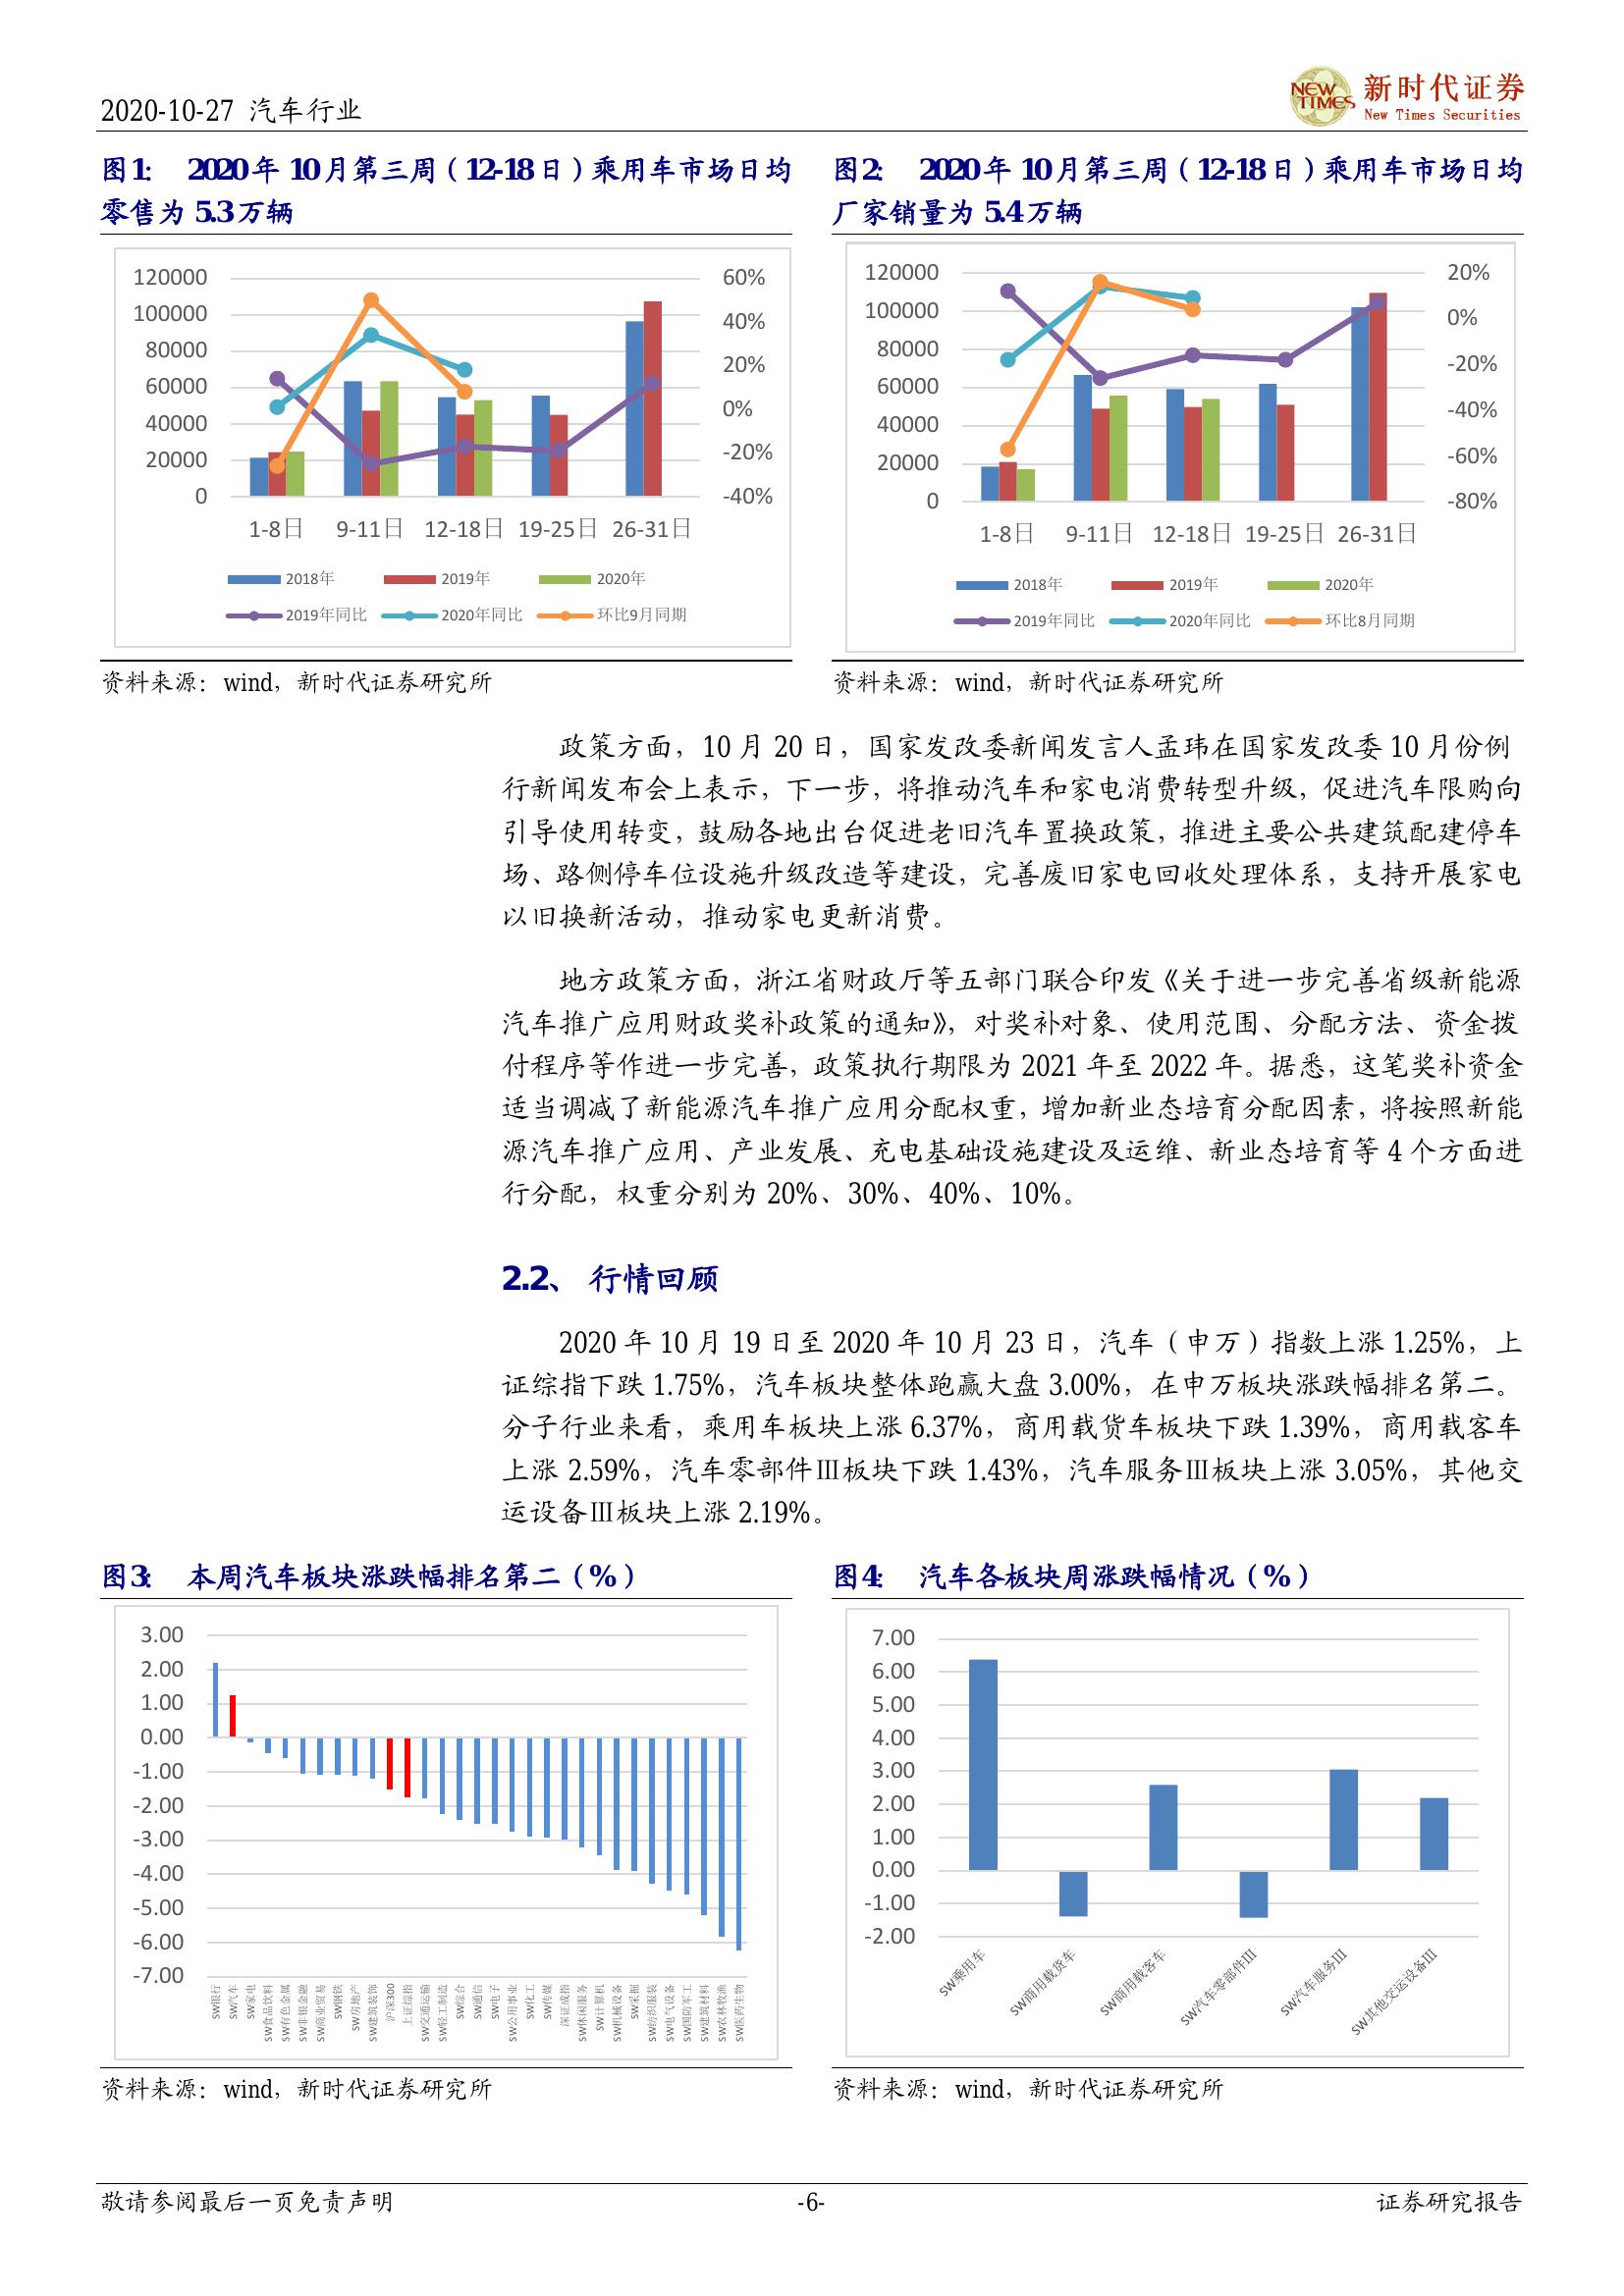 2020-10-27 汽车行业
NEW TIMES
新时代证券
New Times Securities
图1: 2020年 10月第三周（12-18日）乘用车市场日均
零售为 5.3万辆
120000
100000
80000
60000
40000
20000
0
60%
40%
20%
0%
-20%
-40%
1-8日 9-11日 12-18日 19-25日 26-31日
2018年 2019年 2020年
2019年同比 2020年同比 环比9月同期
资料来源：wind，新时代证券研究所
图2: 2020年 10月第三周（12-18日）乘用车市场日均
厂家销量为 5.4万辆
120000
100000
80000
60000
40000
20000
0
20%
0%
-20%
-40%
-60%
-80%
1-8日 9-11日 12-18日 19-25日 26-31日
2018年 2019年 2020年
2019年同比 2020年同比 环比8月同期
资料来源：wind，新时代证券研究所
政策方面，10 月 20 日，国家发改委新闻发言人孟玮在国家发改委 10 月份例
行新闻发布会上表示，下一步，将推动汽车和家电消费转型升级，促进汽车限购向
引导使用转变，鼓励各地出台促进老旧汽车置换政策，推进主要公共建筑配建停车
场、路侧停车位设施升级改造等建设，完善废旧家电回收处理体系，支持开展家电
以旧换新活动，推动家电更新消费。
地方政策方面，浙江省财政厅等五部门联合印发《关于进一步完善省级新能源
汽车推广应用财政奖补政策的通知》，对奖补对象、使用范围、分配方法、资金拨
付程序等作进一步完善，政策执行期限为 2021 年至 2022 年。据悉，这笔奖补资金
适当调减了新能源汽车推广应用分配权重，增加新业态培育分配因素，将按照新能
源汽车推广应用、产业发展、充电基础设施建设及运维、新业态培育等 4 个方面进
行分配，权重分别为 20%、30%、40%、10%。
2.2、 行情回顾
2020 年 10 月 19 日至 2020 年 10 月 23 日，汽车（申万）指数上涨 1.25%，上
证综指下跌 1.75%，汽车板块整体跑赢大盘 3.00%，在申万板块涨跌幅排名第二。
分子行业来看，乘用车板块上涨 6.37%，商用载货车板块下跌 1.39%，商用载客车
上涨 2.59%，汽车零部件Ⅲ板块下跌 1.43%，汽车服务Ⅲ板块上涨 3.05%，其他交
运设备Ⅲ板块上涨 2.19%。
图3: 本周汽车板块涨跌幅排名第二（%）
3.00
2.00
1.00
0.00
-1.00
-2.00
-3.00
-4.00
-5.00
-6.00
-7.00
SW银行
SW汽车
SW家电
SW食品饮料
SW有色金属
SW非银金融
SW商业贸易
SW钢铁
SW房地产
SW建筑装饰
沪深300
上证综指
SW交通运输
SW轻工制造
SW综合
SW通信
SW电子
SW公用事业
SW化工
SW传媒
深证成指
SW休闲服务
SW计算机
SW机械设备
SW采掘
SW纺织服装
SW电气设备
SW国防军工
SW建筑材料
SW农林牧渔
SW医药生物
资料来源：wind，新时代证券研究所
图4: 汽车各板块周涨跌幅情况（%）
7.00
6.00
5.00
4.00
3.00
2.00
1.00
0.00
-1.00
-2.00
SW乘用车
SW商用载货车
SW商用载客车
SW汽车零部件Ⅲ
SW汽车服务Ⅲ
SW其他交运设备Ⅲ
资料来源：wind，新时代证券研究所
敬请参阅最后一页免责声明
-6-
证券研究报告